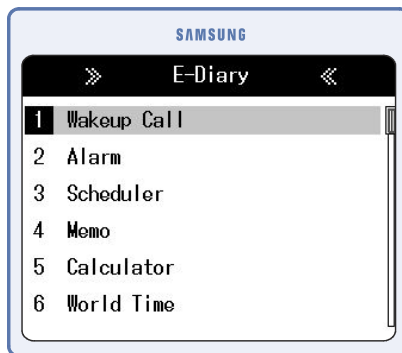 SAMSUNG
» E-Diary «
1 Wakeup Call
2 Alarm
3 Scheduler
4 Memo
5 Calculator
6 World Time